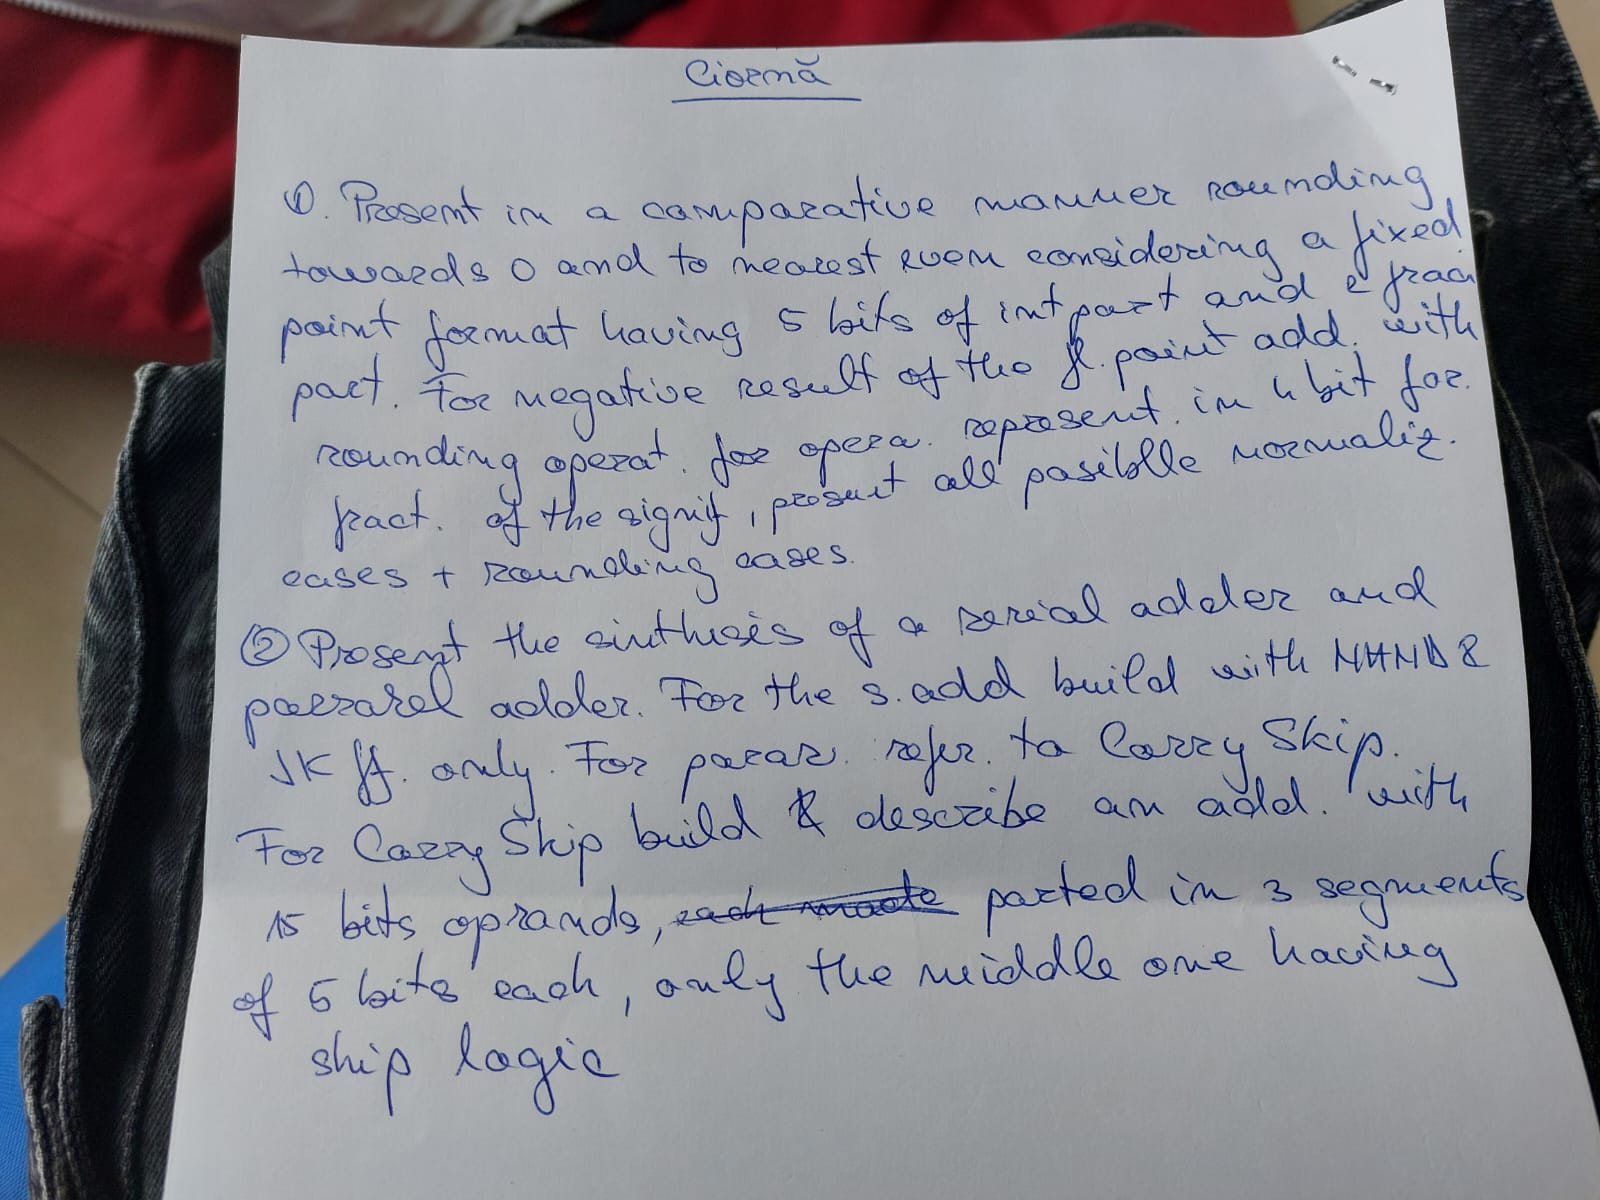 Ciornă
①. Present in a comparative manner rounding
towards 0 and to nearest even considering a fixed
point format having 5 bits of int part and 2 frac
part. For negative result of the fl. point add. with
rounding operat. for opera. represent. in 4 bit for.
fract. of the signif, present all pasiblle normaliz.
cases + rounding cases.
② Present the sinthesis of a serial adder and
parrarel adder. For the s. add build with NAND &
JK ff. only. For parar. refer. to Carry Skip.
For Carry Skip build & describe an add. with
15 bits oprands, each made parted in 3 segments
of 5 bits each, only the middle one having
ship logic